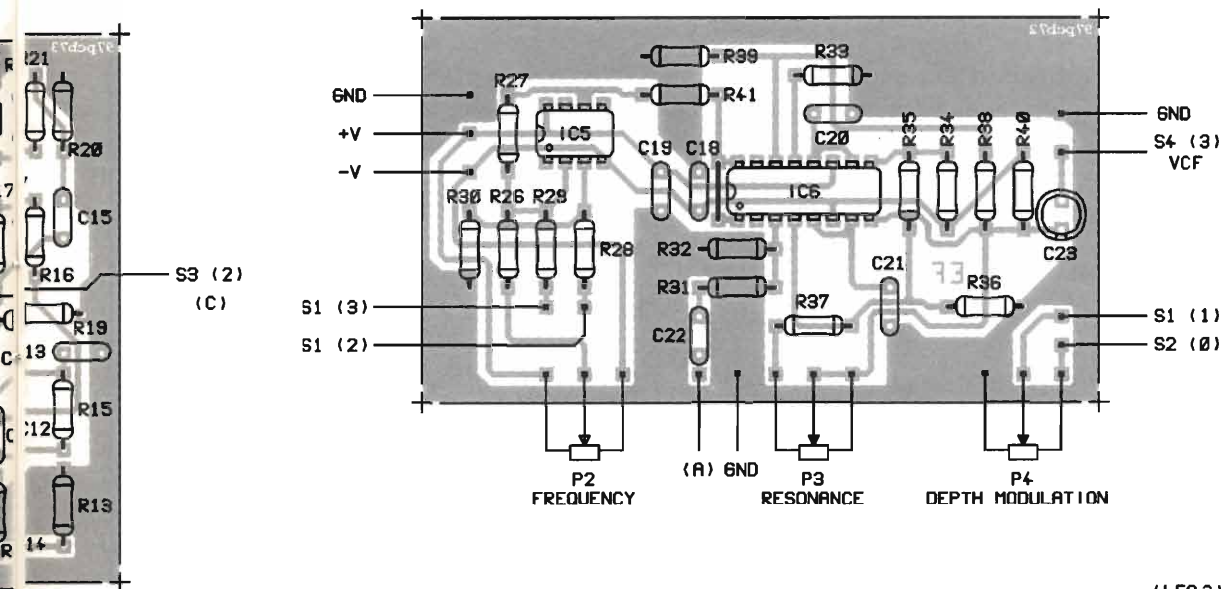 R21
R20
C15
R16
S3 (2)
(C)
R19
13
R15
C12
R13
14
97pcb73
R39
R33
GND
R27
R41
GND
+V
IC5
C20
R35
R34
R38
R40
S4 (3)
VCF
-V
C19
C18
IC6
R30
R26
R29
R28
R32
C21
C23
R31
R36
S1 (3)
R37
S1 (1)
S1 (2)
C22
S2 (0)
P2
FREQUENCY
(A) GND
P3
RESONANCE
P4
DEPTH MODULATION